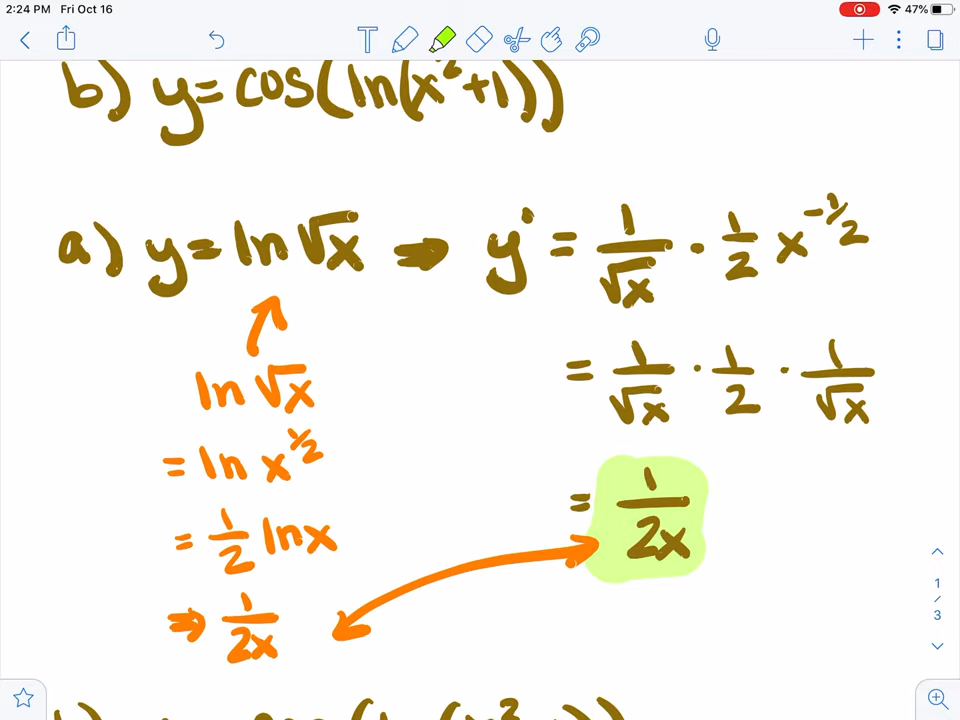 2:24 PM Fri Oct 16 47%
T
b) y = cos(ln(x²+1))
a) y = ln √x ⇒ y' = 1/√x · 1/2 x^(-1/2)
ln √x
= ln x^(1/2)
= 1/2 ln x
⇒ 1/2x
= 1/√x · 1/2 · 1/√x
= 1/2x
1
/
3